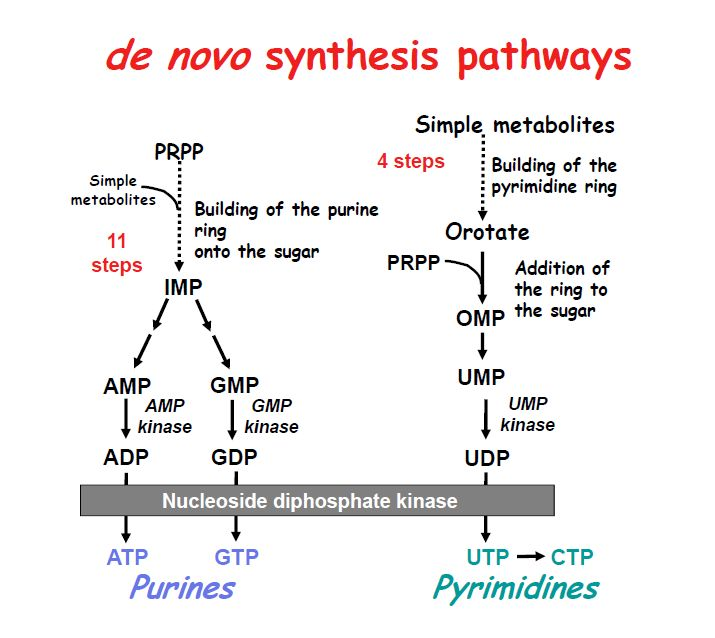 de novo synthesis pathways
PRPP
Simple
metabolites
11
steps
Building of the purine
ring
onto the sugar
IMP
AMP
GMP
AMP
kinase
GMP
kinase
ADP
GDP
Simple metabolites
4 steps
Building of the
pyrimidine ring
Orotate
PRPP
Addition of
the ring to
the sugar
OMP
UMP
UMP
kinase
UDP
Nucleoside diphosphate kinase
ATP
GTP
Purines
UTP
CTP
Pyrimidines